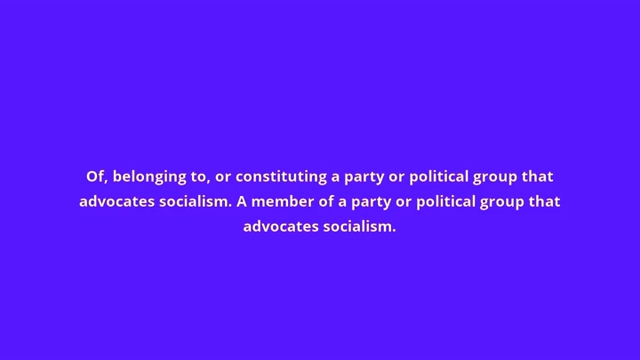 Of, belonging to, or constituting a party or political group that
advocates socialism. A member of a party or political group that
advocates socialism.